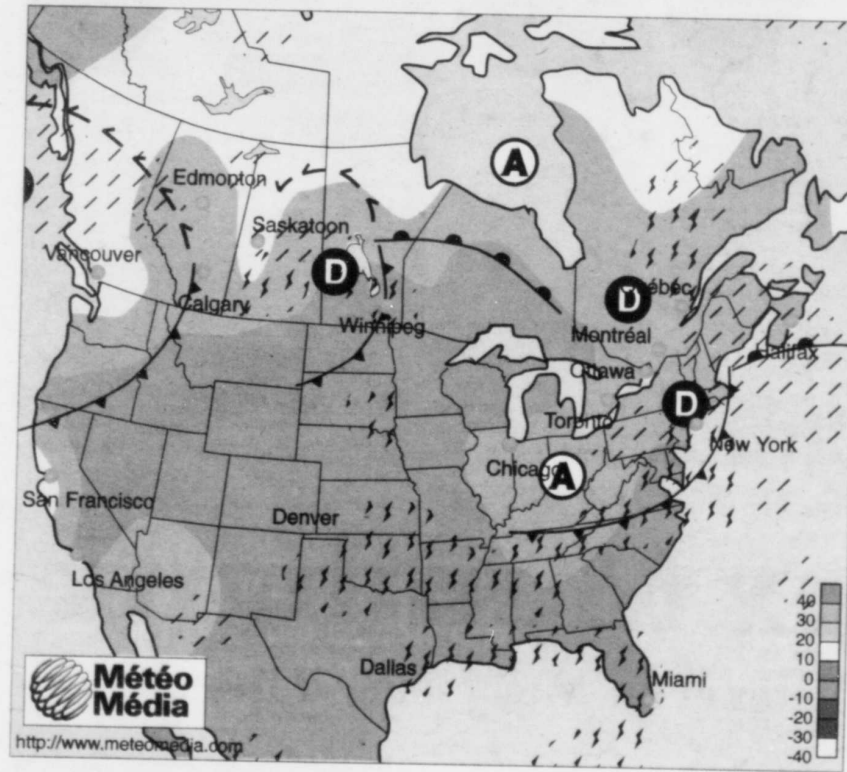 A
Edmonton
Saskatoon
Vancouver
D
D
Québec
Calgary
Winnipeg
Montréal
Halifax
Ottawa
D
Toronto
New York
Chicago
A
San Francisco
Denver
Los Angeles
Dallas
Miami
Météo
Média
http://www.meteomedia.com
40
30
20
10
0
-10
-20
-30
-40